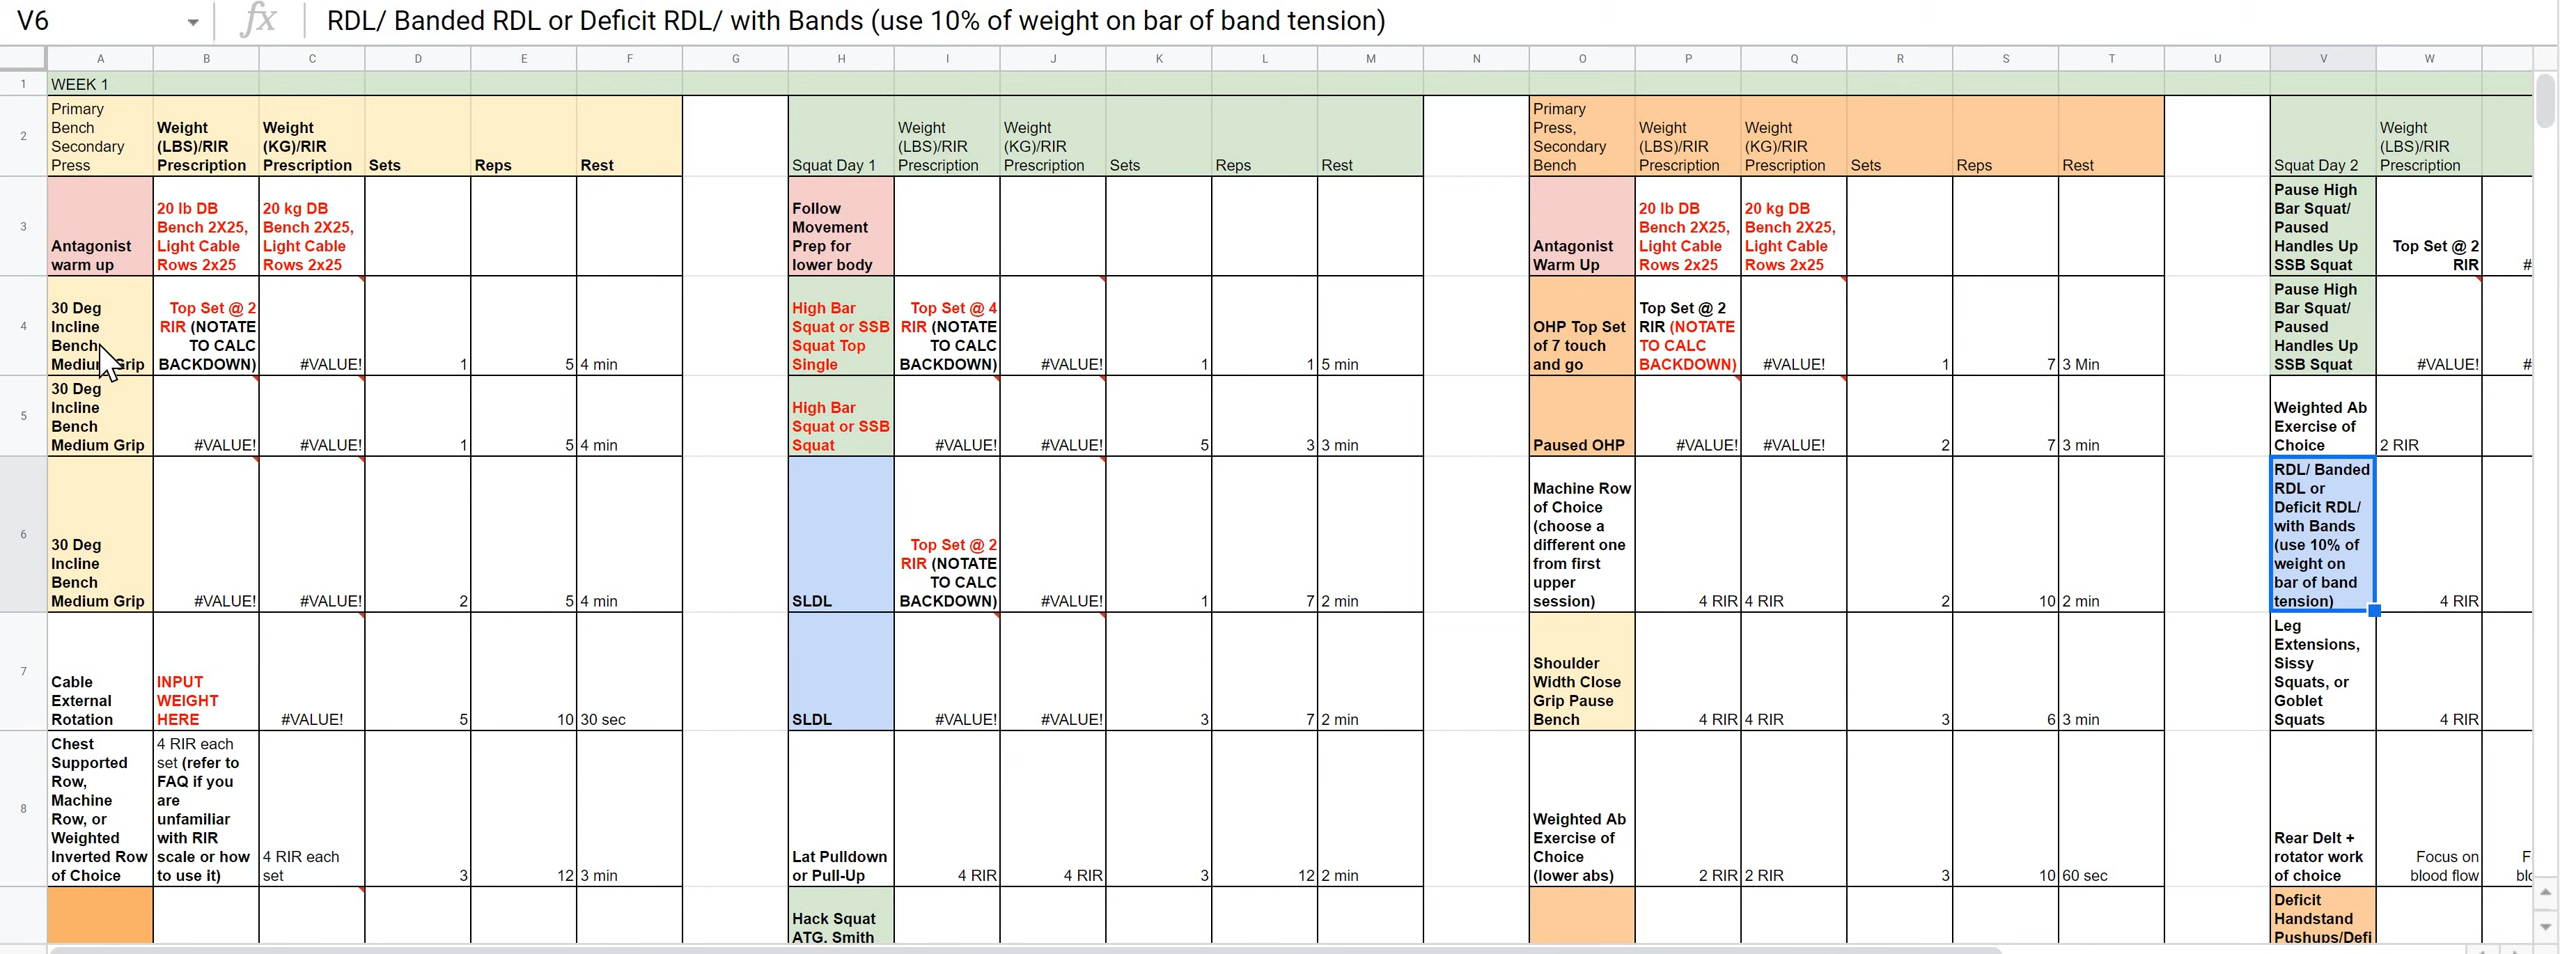 V6 fx RDL/ Banded RDL or Deficit RDL/ with Bands (use 10% of weight on bar of band tension)
A B C D E F G H I J K L M N O P Q R S T U V W
1 WEEK 1
2
Primary
Bench
Secondary
Press
Weight
(LBS)/RIR
Prescription
Weight
(KG)/RIR
Prescription
Sets
Reps
Rest
Squat Day 1
Weight
(LBS)/RIR
Prescription
Weight
(KG)/RIR
Prescription
Sets
Reps
Rest
Primary
Press,
Secondary
Bench
Weight
(LBS)/RIR
Prescription
Weight
(KG)/RIR
Prescription
Sets
Reps
Rest
Squat Day 2
Weight
(LBS)/RIR
Prescription
3
Antagonist
warm up
20 lb DB
Bench 2X25,
Light Cable
Rows 2x25
20 kg DB
Bench 2X25,
Light Cable
Rows 2x25
Follow
Movement
Prep for
lower body
Antagonist
Warm Up
20 lb DB
Bench 2X25,
Light Cable
Rows 2x25
20 kg DB
Bench 2X25,
Light Cable
Rows 2x25
Pause High
Bar Squat/
Paused
Handles Up
SSB Squat
Top Set @ 2
RIR
#
4
30 Deg
Incline
Bench
Medium Grip
Top Set @ 2
RIR (NOTATE
TO CALC
BACKDOWN)
#VALUE!
1
5
4 min
High Bar
Squat or SSB
Squat Top
Single
Top Set @ 4
RIR (NOTATE
TO CALC
BACKDOWN)
#VALUE!
1
1
5 min
OHP Top Set
of 7 touch
and go
Top Set @ 2
RIR (NOTATE
TO CALC
BACKDOWN)
#VALUE!
1
7
3 Min
Pause High
Bar Squat/
Paused
Handles Up
SSB Squat
#VALUE!
#
5
30 Deg
Incline
Bench
Medium Grip
#VALUE!
#VALUE!
1
5
4 min
High Bar
Squat or SSB
Squat
#VALUE!
#VALUE!
5
3
3 min
Paused OHP
#VALUE!
#VALUE!
2
7
3 min
Weighted Ab
Exercise of
Choice
2 RIR
6
30 Deg
Incline
Bench
Medium Grip
#VALUE!
#VALUE!
2
5
4 min
SLDL
Top Set @ 2
RIR (NOTATE
TO CALC
BACKDOWN)
#VALUE!
1
7
2 min
Machine Row
of Choice
(choose a
different one
from first
upper
session)
4 RIR
4 RIR
2
10
2 min
RDL/ Banded
RDL or
Deficit RDL/
with Bands
(use 10% of
weight on
bar of band
tension)
4 RIR
7
Cable
External
Rotation
INPUT
WEIGHT
HERE
#VALUE!
5
10
30 sec
SLDL
#VALUE!
#VALUE!
3
7
2 min
Shoulder
Width Close
Grip Pause
Bench
4 RIR
4 RIR
3
6
3 min
Leg
Extensions,
Sissy
Squats, or
Goblet
Squats
4 RIR
8
Chest
Supported
Row,
Machine
Row, or
Weighted
Inverted Row
of Choice
4 RIR each
set (refer to
FAQ if you
are
unfamiliar
with RIR
scale or how
to use it)
4 RIR each
set
3
12
3 min
Lat Pulldown
or Pull-Up
4 RIR
4 RIR
3
12
2 min
Weighted Ab
Exercise of
Choice
(lower abs)
2 RIR
2 RIR
3
10
60 sec
Rear Delt +
rotator work
of choice
Focus on
blood flow
F
blo
Hack Squat
ATG. Smith
Deficit
Handstand
Pushups/Defi